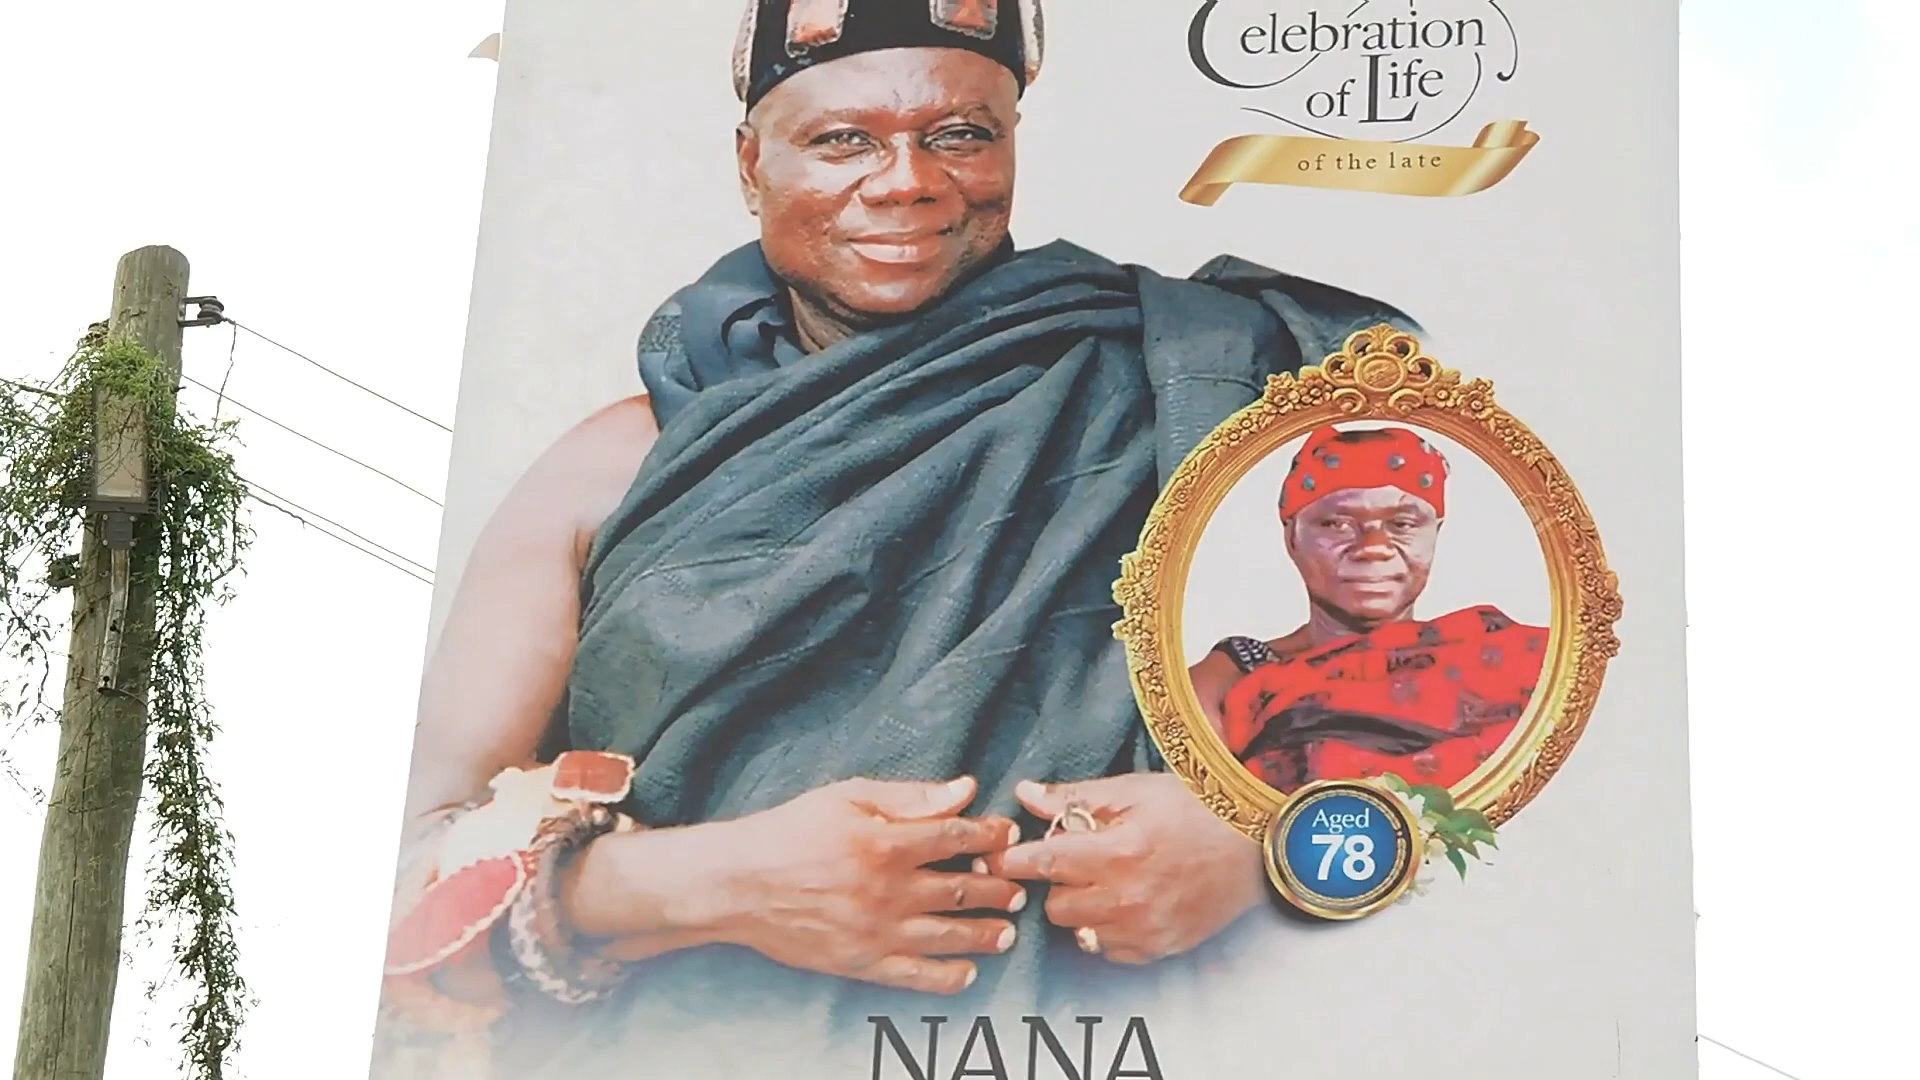 Celebration
of Life
of the late
Aged
78
NANA